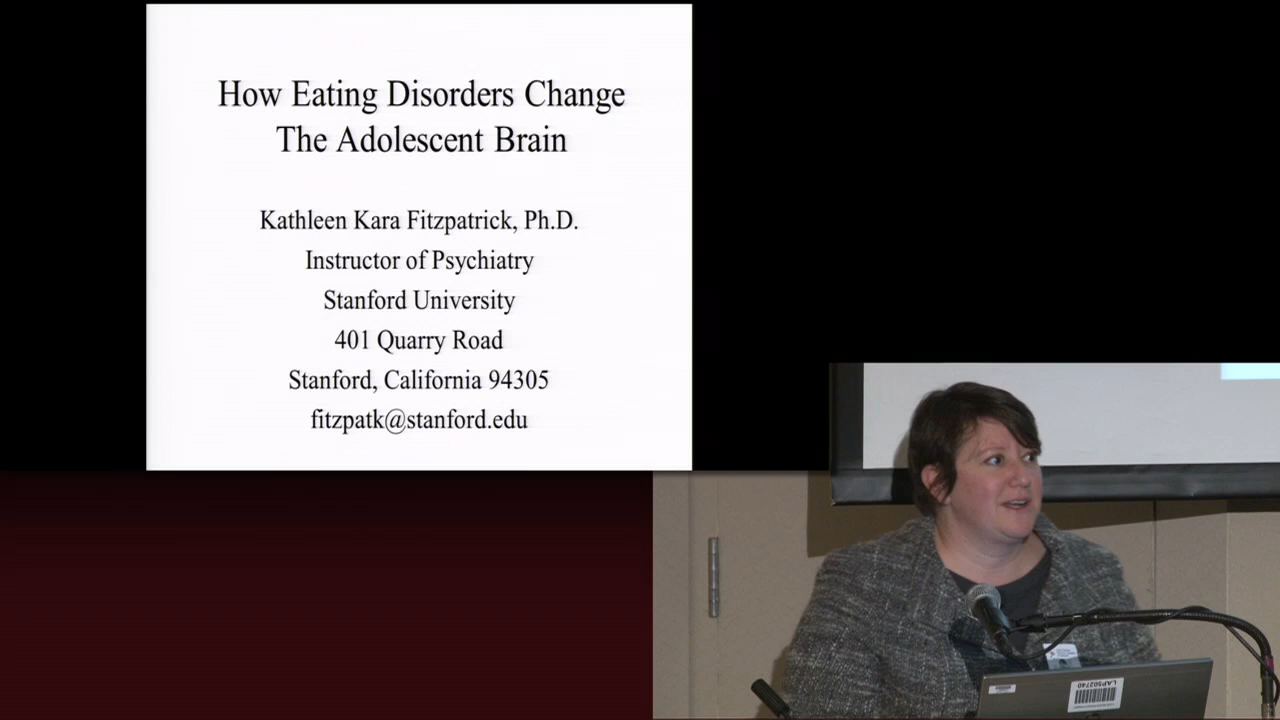 How Eating Disorders Change
The Adolescent Brain
Kathleen Kara Fitzpatrick, Ph.D.
Instructor of Psychiatry
Stanford University
401 Quarry Road
Stanford, California 94305
fitzpatk@stanford.edu
LAP502740